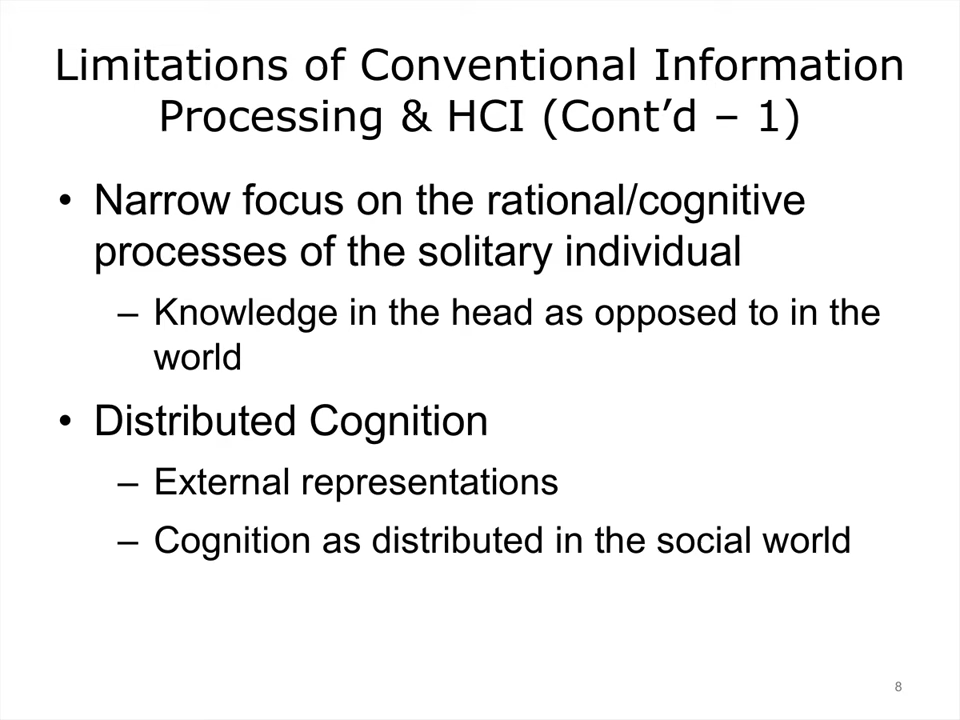 Limitations of Conventional Information
Processing & HCI (Cont’d – 1)
• Narrow focus on the rational/cognitive
processes of the solitary individual
– Knowledge in the head as opposed to in the
world
• Distributed Cognition
– External representations
– Cognition as distributed in the social world
8